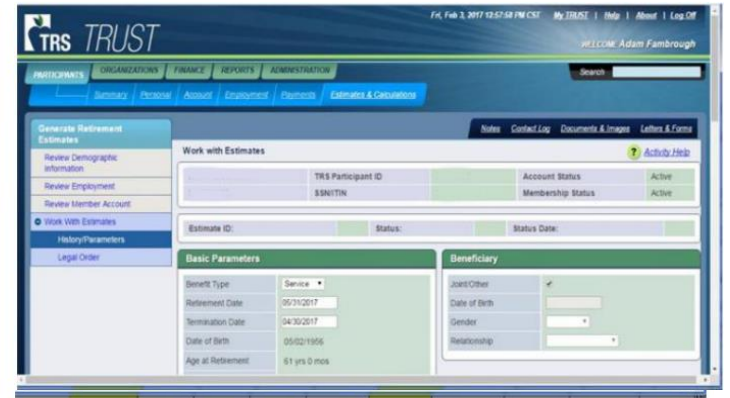 Fri, Feb 3, 2017 12:57:58 PM CST My TRUST | Help | About | Log Off
TRS TRUST
WELCOME Adam Fambrough
PARTICIPANTS ORGANIZATIONS FINANCE REPORTS ADMINISTRATION Search
Summary Personal Account Employment Payments Estimates & Calculations
Generate Retirement
Estimates
Notes Contact Log Documents & Images Letters & Forms
Work with Estimates ? Activity Help
Review Demographic
Information
Review Employment
Review Member Account
Work With Estimates
History/Parameters
Legal Order
TRS Participant ID Account Status Active
SSN/ITIN Membership Status Active
Estimate ID: Status: Status Date:
Basic Parameters Beneficiary
Benefit Type Service Joint/Other
Retirement Date 05/31/2017 Date of Birth
Termination Date 04/30/2017 Gender
Date of Birth 05/02/1956 Relationship
Age at Retirement 61 yrs 0 mos